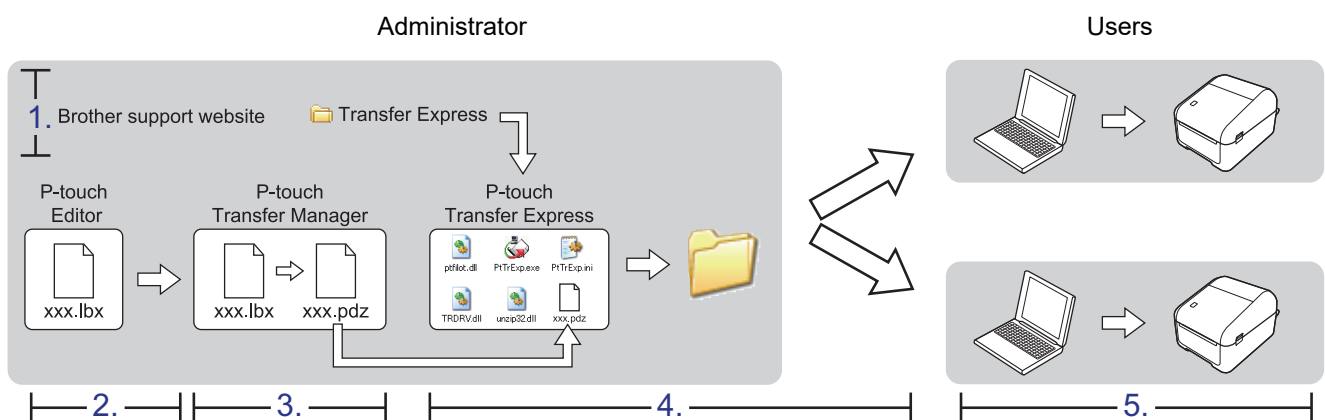 Administrator
Users
1. Brother support website
Transfer Express
P-touch
Editor
xxx.lbx
P-touch
Transfer Manager
xxx.lbx
xxx.pdz
P-touch
Transfer Express
ptfilot.dll
PtTrExp.exe
PtTrExp.ini
TRDRV.dll
unzip32.dll
xxx.pdz
2.
3.
4.
5.